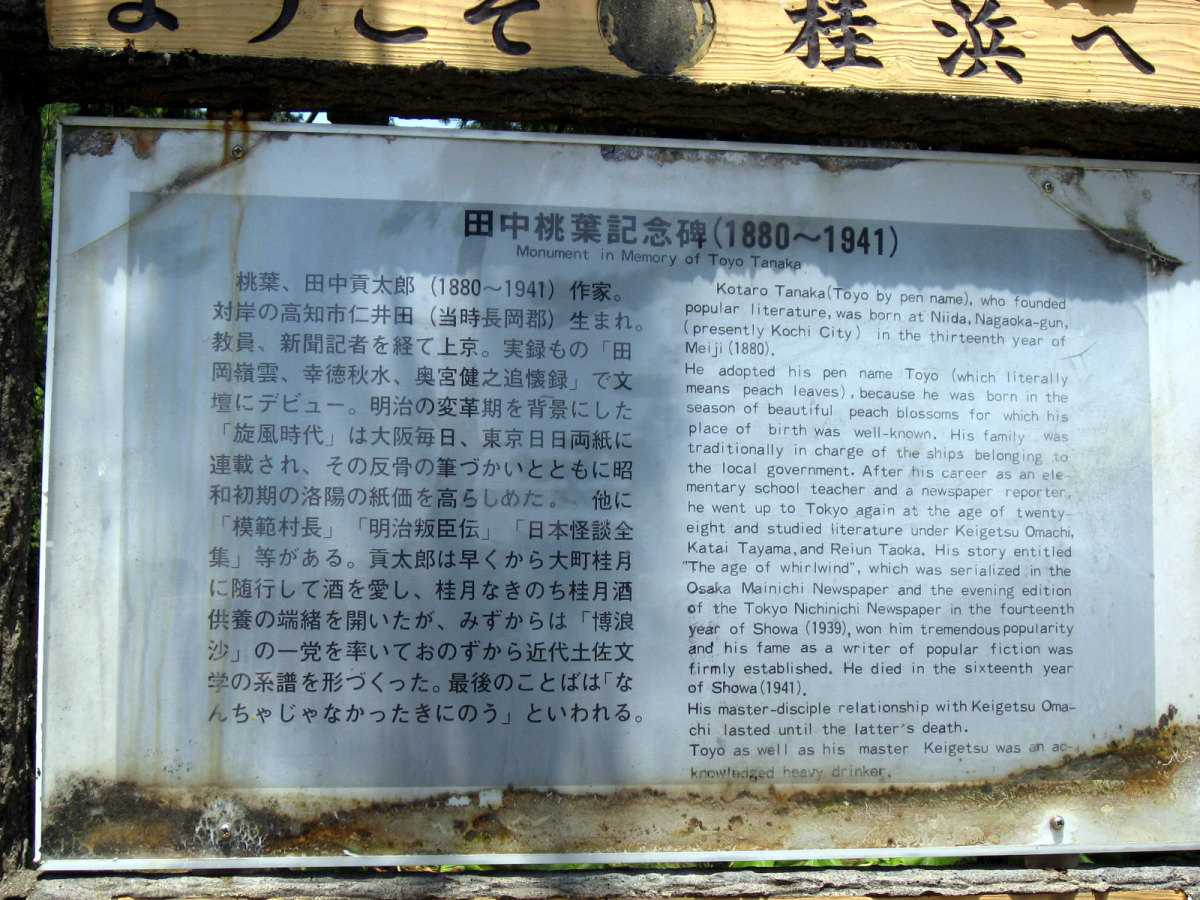 ようこそ 桂浜へ
田中桃葉記念碑(1880～1941)
Monument in Memory of Toyo Tanaka
桃葉、田中貢太郎（1880～1941）作家。
対岸の高知市仁井田（当時長岡郡）生まれ。
教員、新聞記者を経て上京。実録もの「田
岡嶺雲、幸徳秋水、奥宮健之追懐録」で文
壇にデビュー。明治の変革期を背景にした
「旋風時代」は大阪毎日、東京日日両紙に
連載され、その反骨の筆づかいとともに昭
和初期の洛陽の紙価を高らしめた。 他に
「模範村長」「明治叛臣伝」「日本怪談全
集」等がある。貢太郎は早くから大町桂月
に随行して酒を愛し、桂月なきのち桂月酒
供養の端緒を開いたが、みずからは「博浪
沙」の一党を率いておのずから近代土佐文
学の系譜を形づくった。最後のことばは「な
んちゃじゃなかったきにのう」といわれる。
Kotaro Tanaka(Toyo by pen name), who founded
popular literature, was born at Niida, Nagaoka-gun,
(presently Kochi City) in the thirteenth year of
Meiji (1880).
He adopted his pen name Toyo (which literally
means peach leaves), because he was born in the
season of beautiful peach blossoms for which his
place of birth was well-known. His family was
traditionally in charge of the ships belonging to
the local government. After his career as an ele-
mentary school teacher and a newspaper reporter,
he went up to Tokyo again at the age of twenty-
eight and studied literature under Keigetsu Omachi,
Katai Tayama, and Reiun Taoka. His story entitled
"The age of whirlwind", which was serialized in the
Osaka Mainichi Newspaper and the evening edition
of the Tokyo Nichinichi Newspaper in the fourteenth
year of Showa (1939), won him tremendous popularity
and his fame as a writer of popular fiction was
firmly established. He died in the sixteenth year
of Showa(1941).
His master-disciple relationship with Keigetsu Oma-
chi lasted until the latter's death.
Toyo as well as his master Keigetsu was an ac-
knowledged heavy drinker.